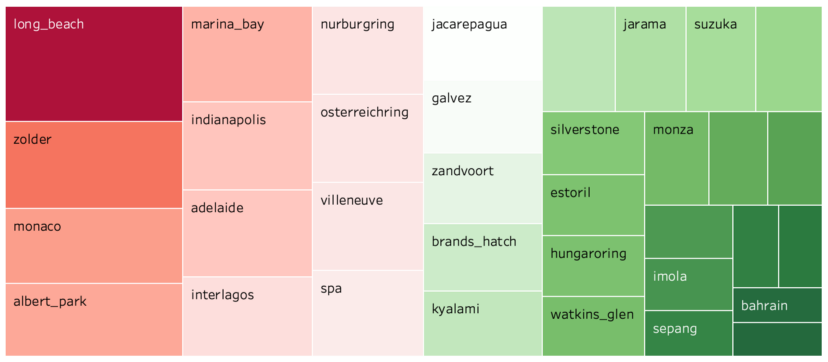 long_beach
zolder
monaco
albert_park
marina_bay
indianapolis
adelaide
interlagos
nurburgring
osterreichring
villeneuve
spa
jacarepagua
galvez
zandvoort
brands_hatch
kyalami
jarama
suzuka
silverstone
estoril
hungaroring
watkins_glen
monza
imola
sepang
bahrain